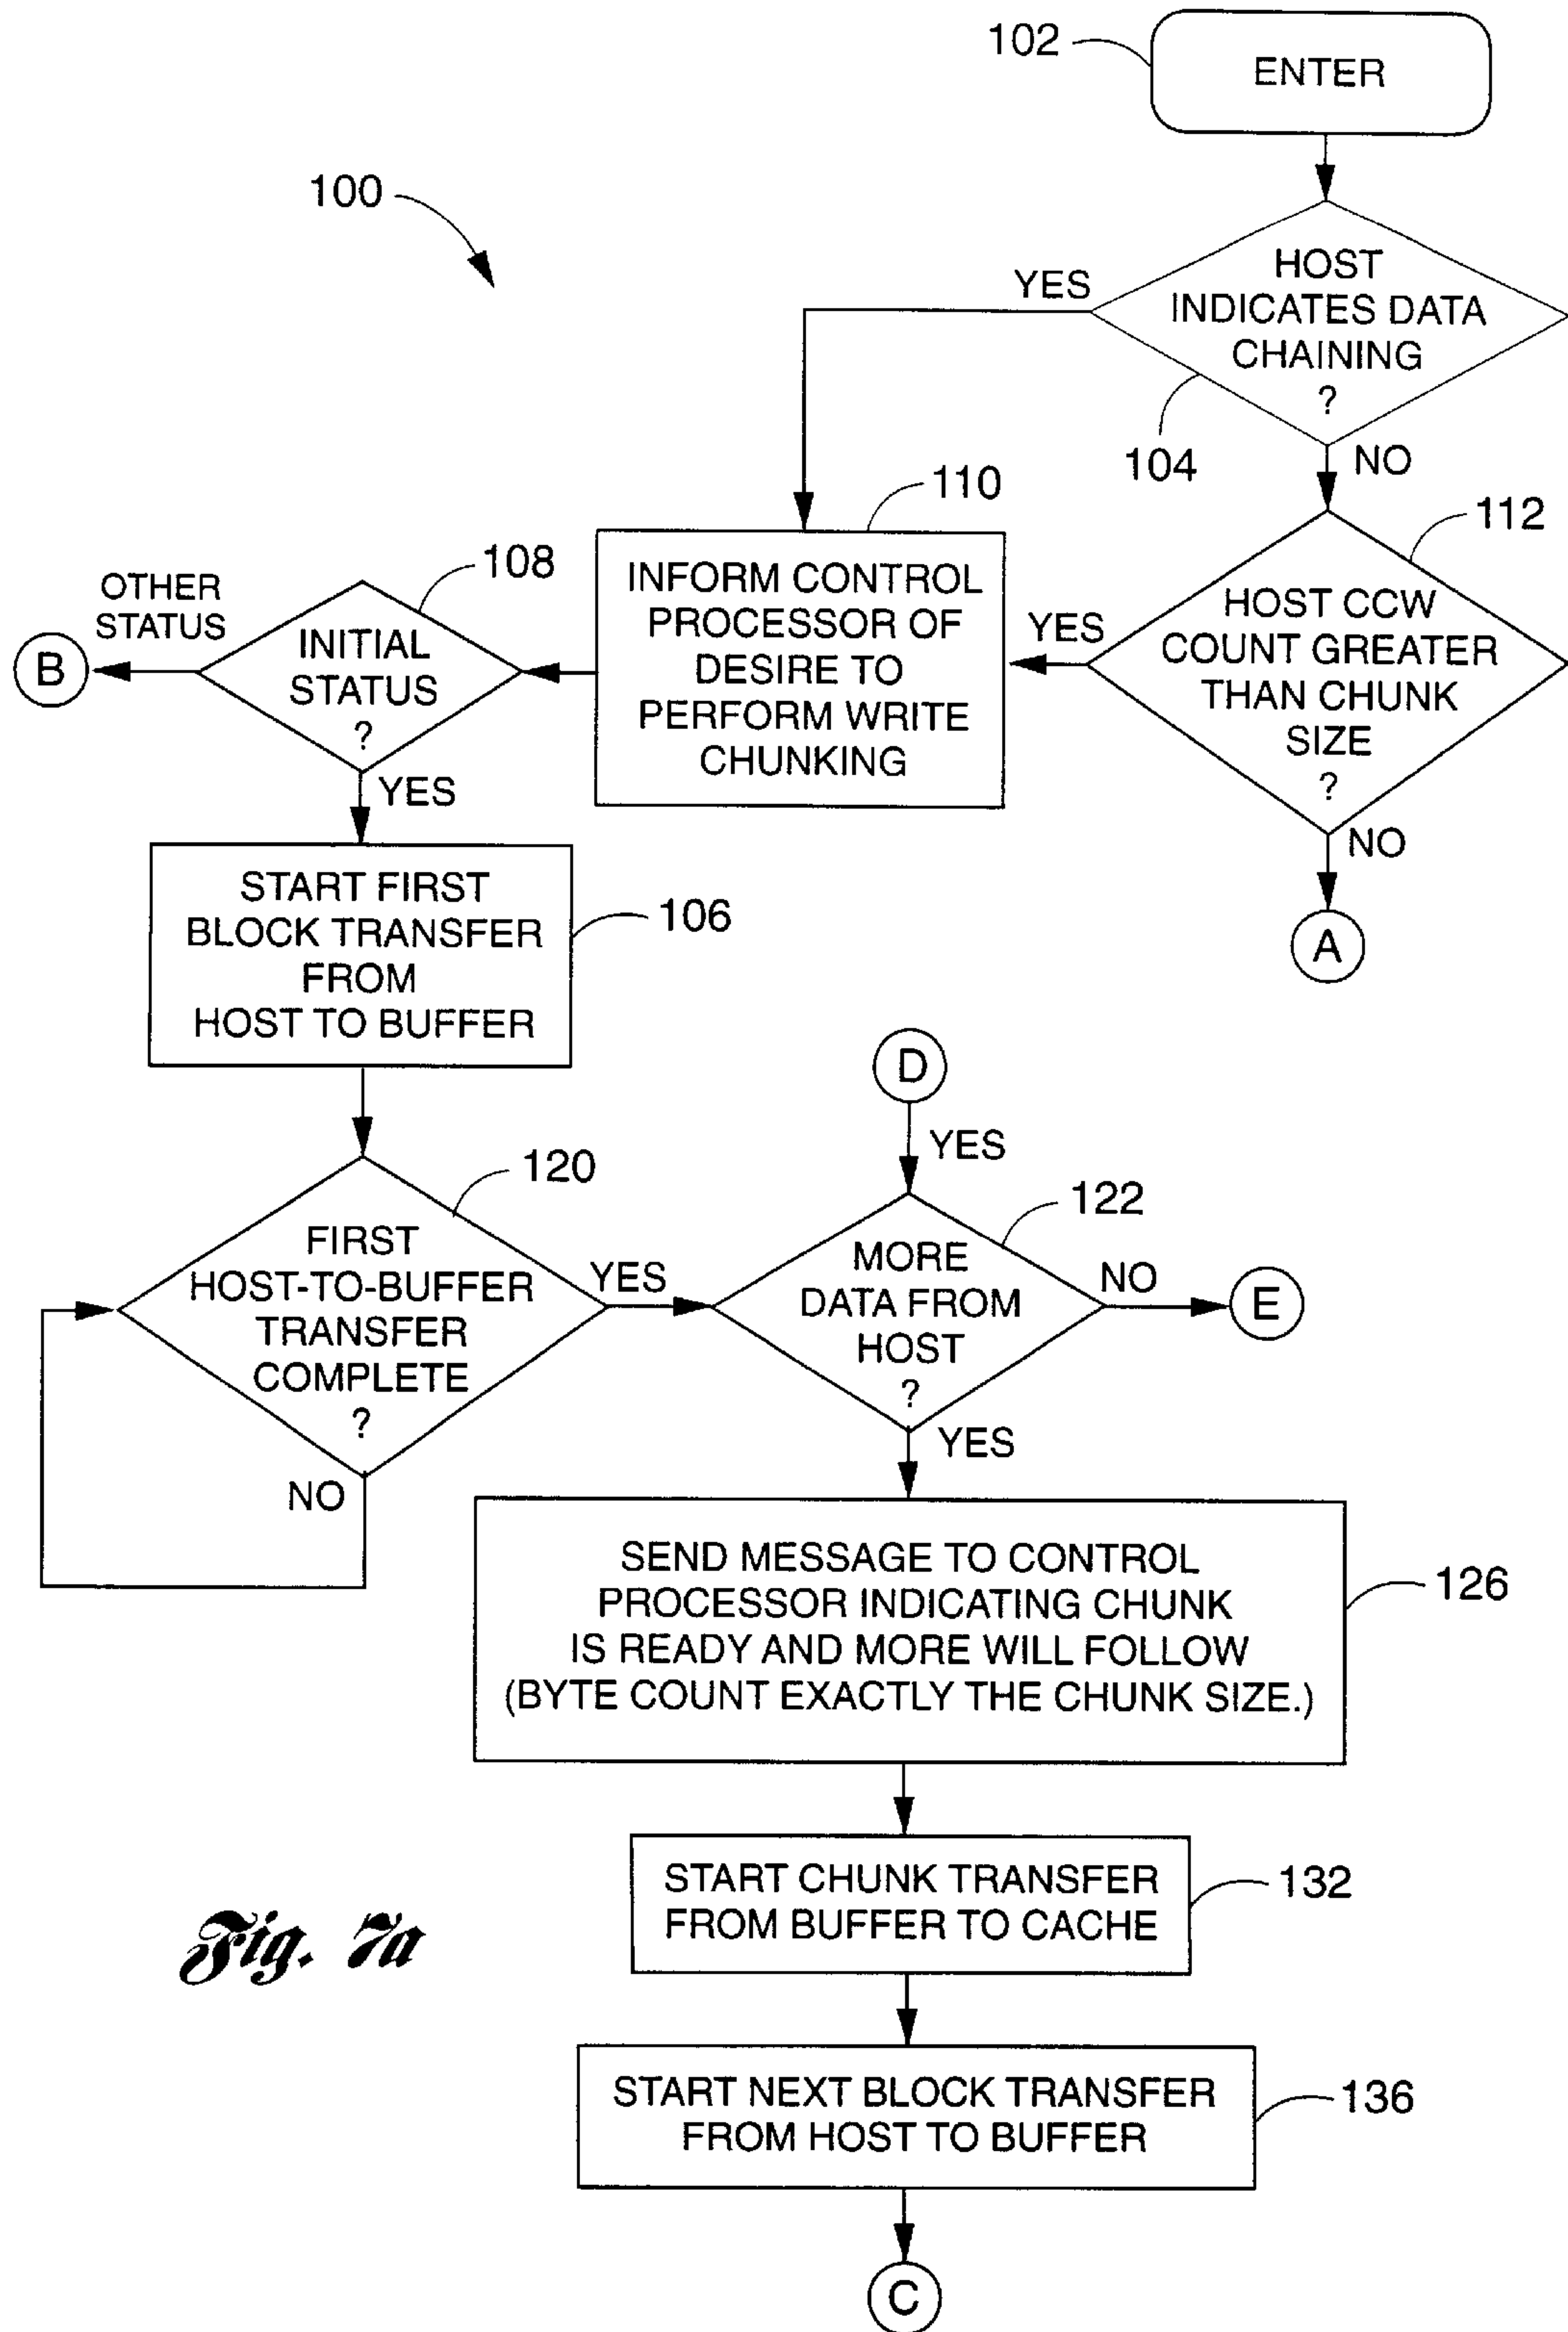 102
ENTER
100
HOST
INDICATES DATA
CHAINING
?
YES
104
NO
110
112
INFORM CONTROL
PROCESSOR OF
DESIRE TO
PERFORM WRITE
CHUNKING
HOST CCW
COUNT GREATER
THAN CHUNK
SIZE
?
YES
NO
A
108
INITIAL
STATUS
?
OTHER
STATUS
B
YES
START FIRST
BLOCK TRANSFER
FROM
HOST TO BUFFER
106
D
YES
120
FIRST
HOST-TO-BUFFER
TRANSFER
COMPLETE
?
YES
NO
122
MORE
DATA FROM
HOST
?
NO
E
YES
SEND MESSAGE TO CONTROL
PROCESSOR INDICATING CHUNK
IS READY AND MORE WILL FOLLOW
(BYTE COUNT EXACTLY THE CHUNK SIZE.)
126
START CHUNK TRANSFER
FROM BUFFER TO CACHE
132
Fig. 7a
START NEXT BLOCK TRANSFER
FROM HOST TO BUFFER
136
C